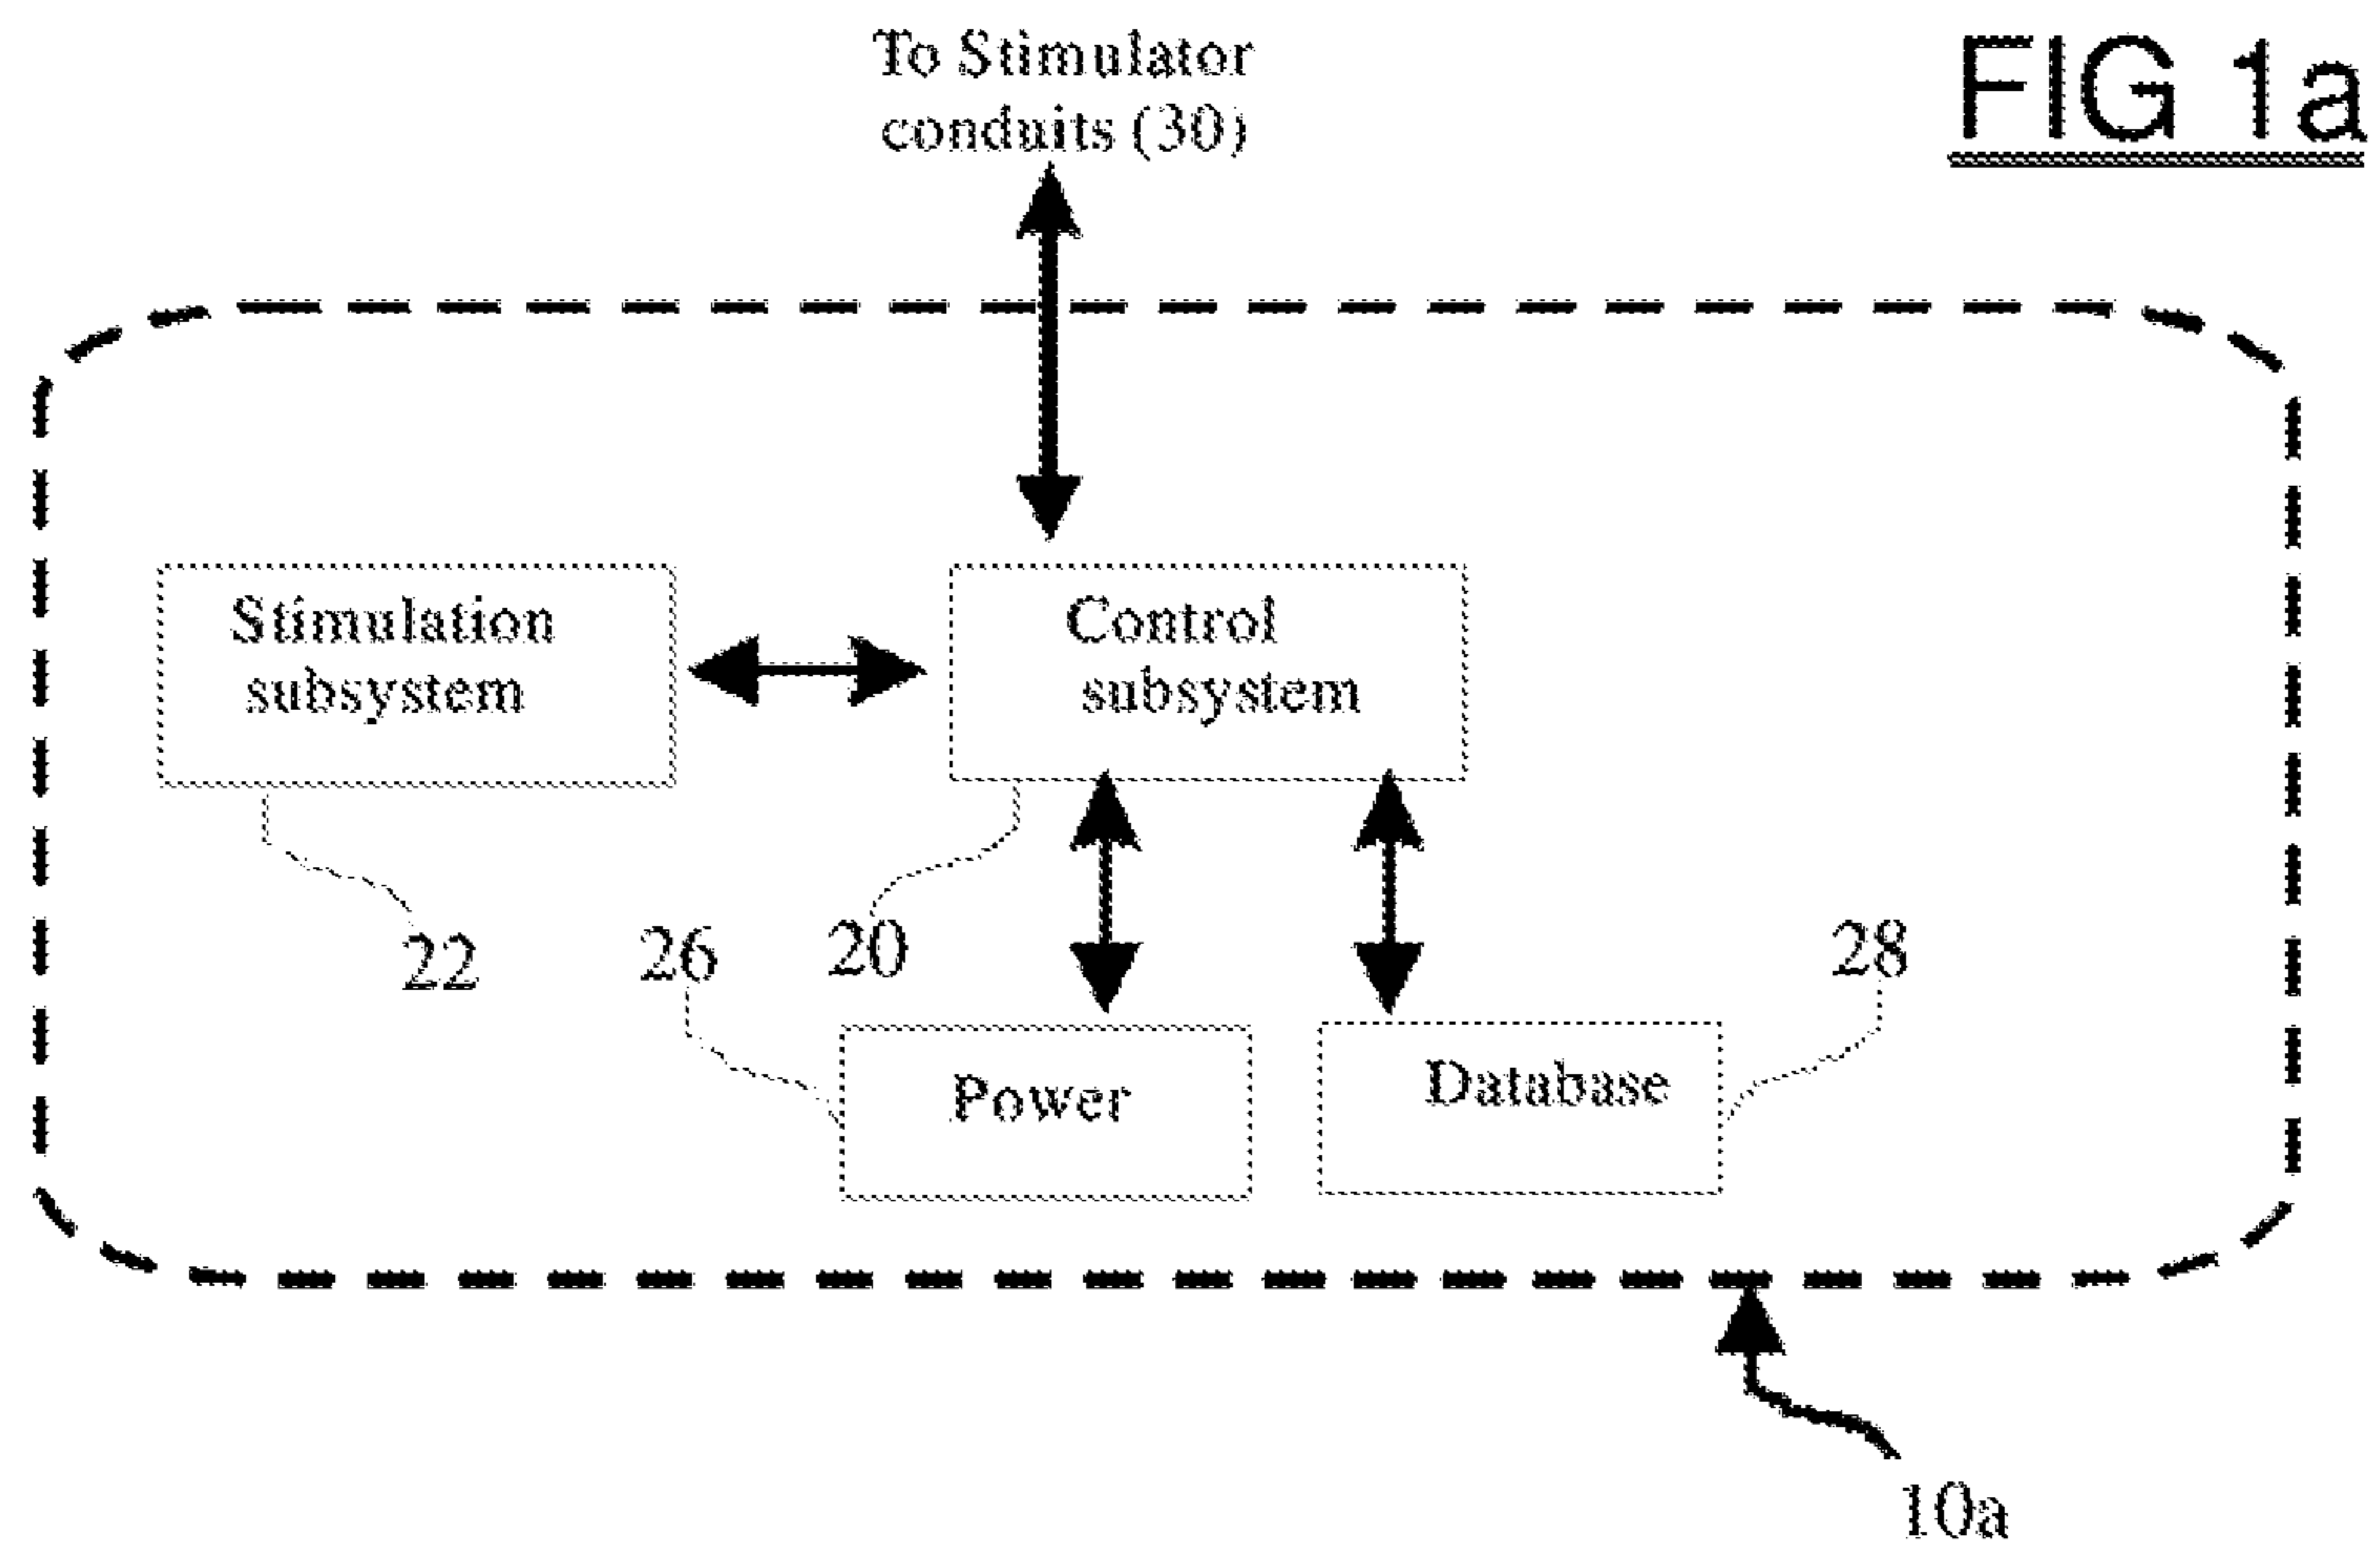 To Stimulator
conduits (30)
FIG 1a
Stimulation
subsystem
Control
subsystem
22
26
20
28
Power
Database
10a